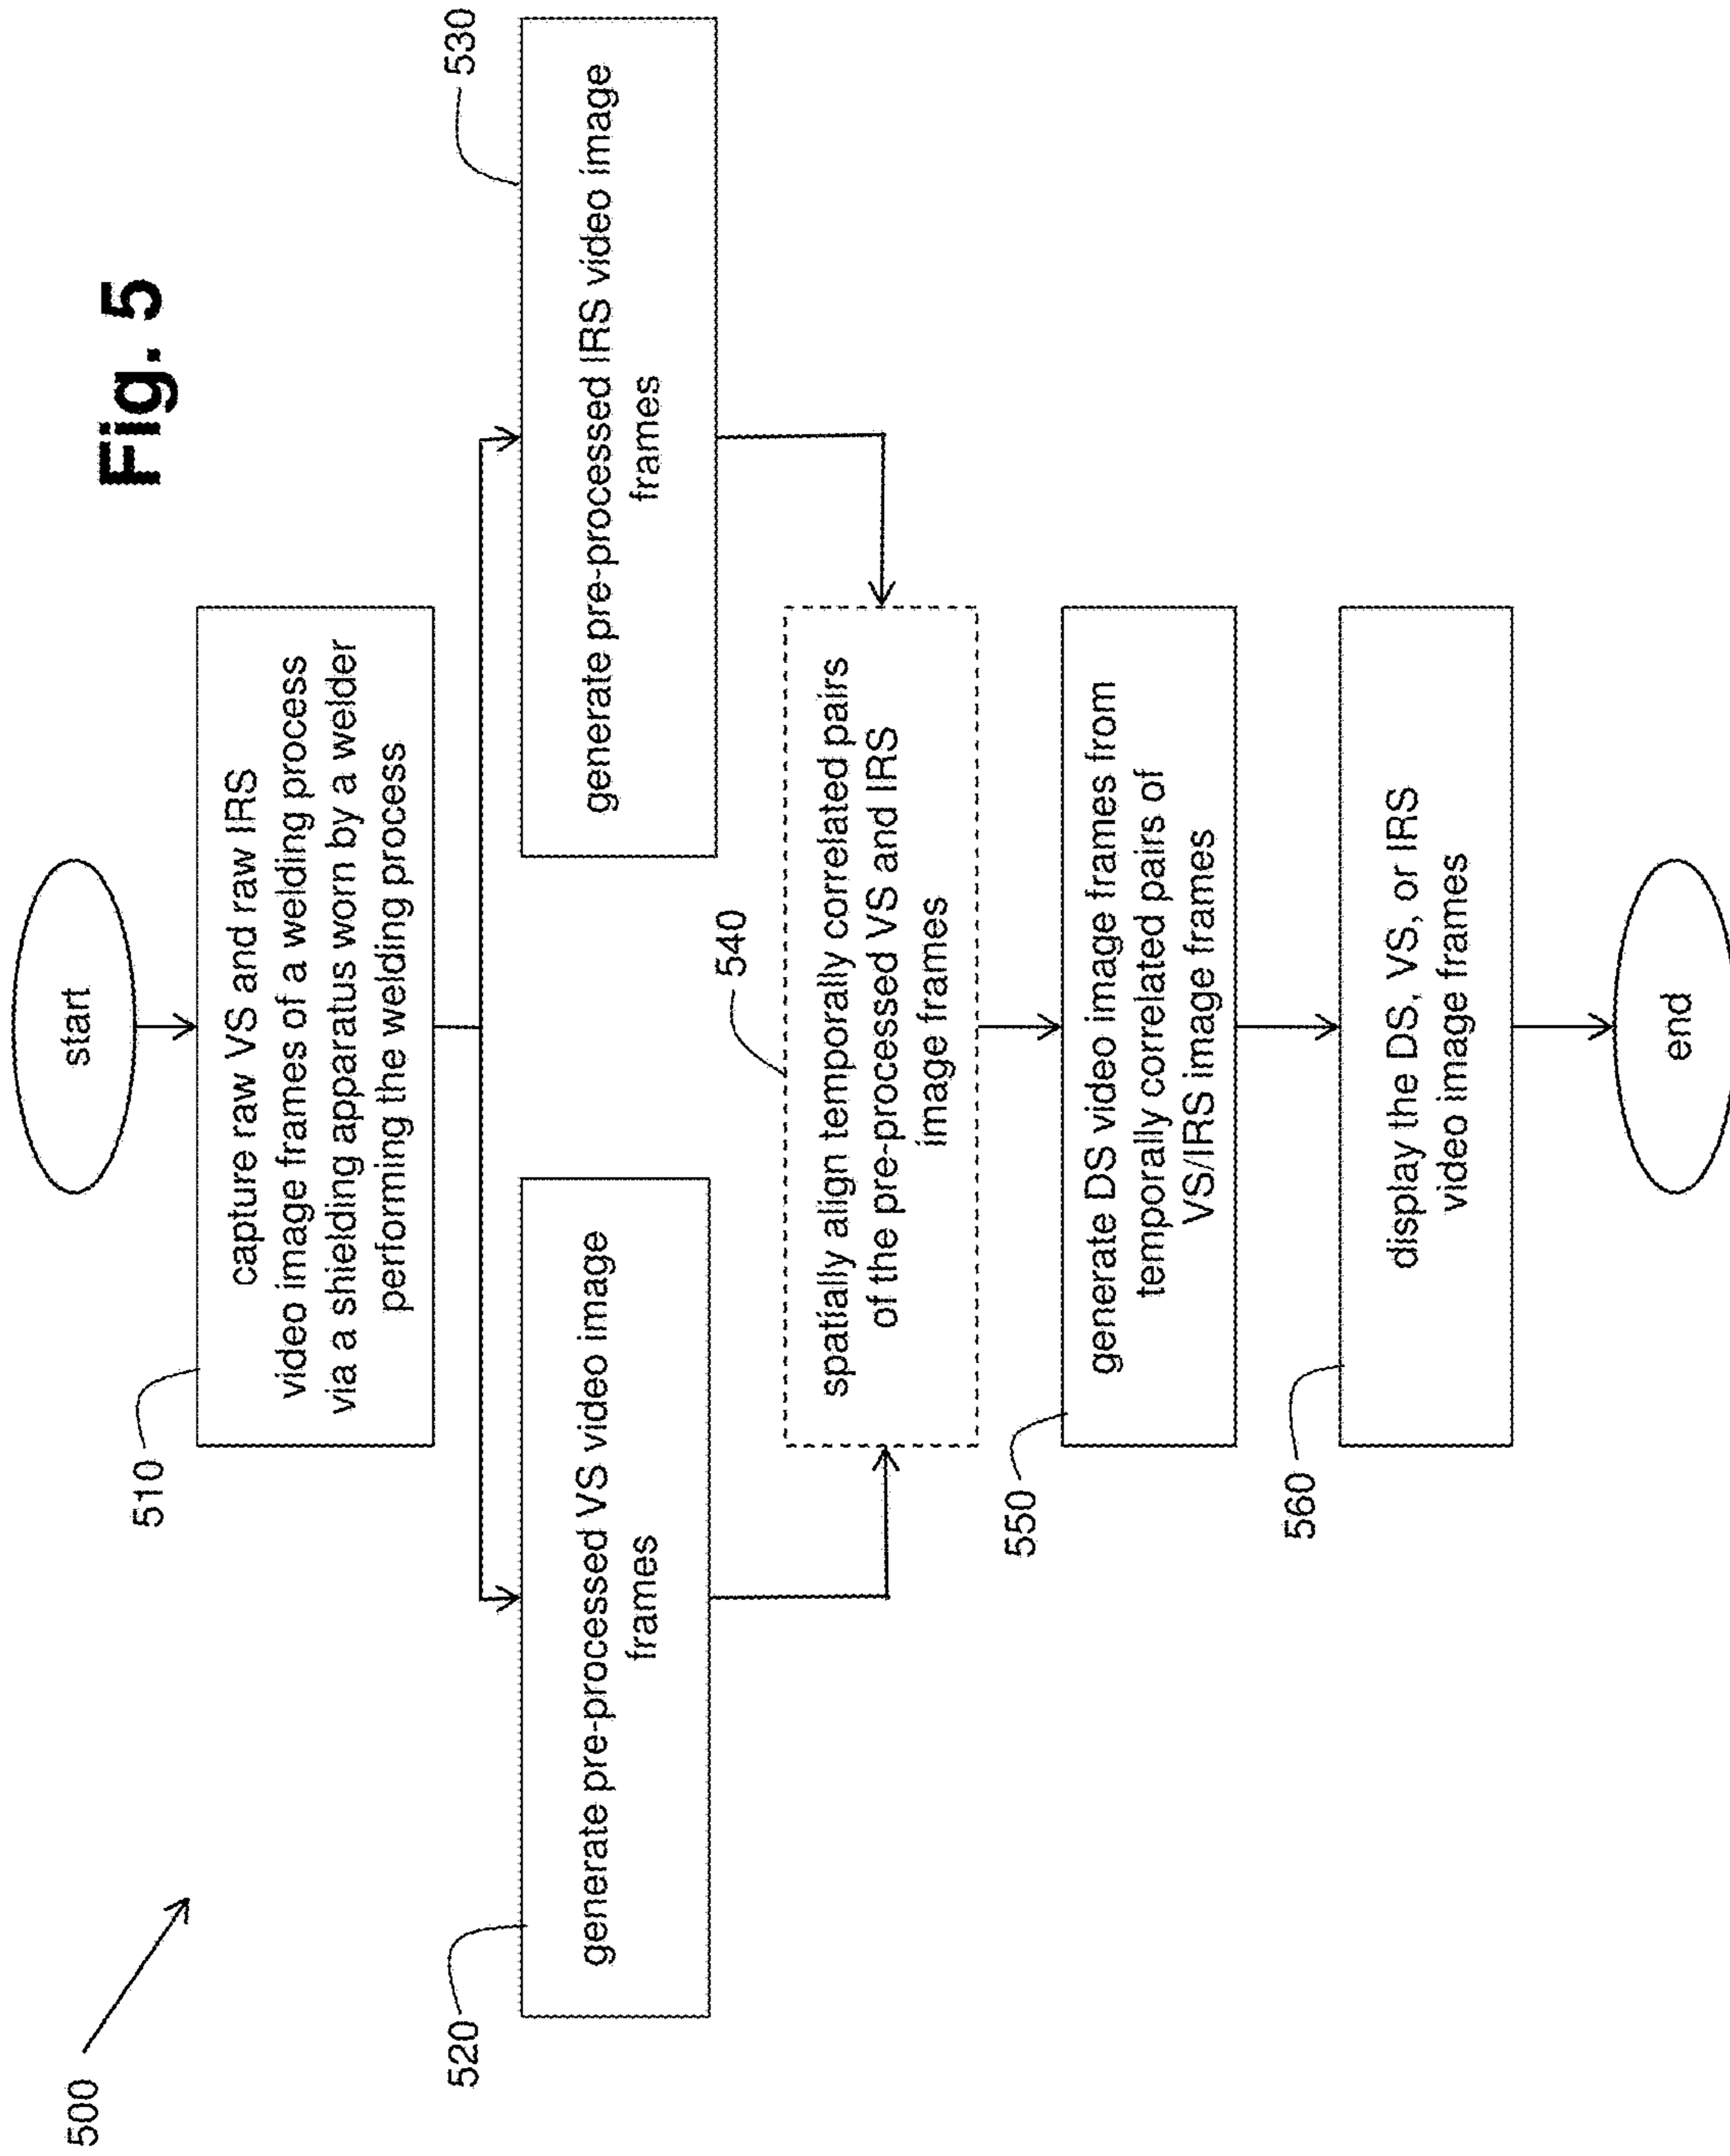 500
Fig. 5
start
510
capture raw VS and raw IRS
video image frames of a welding process
via a shielding apparatus worn by a welder
performing the welding process
520
generate pre-processed VS video image
frames
530
generate pre-processed IRS video image
frames
540
spatially align temporally correlated pairs
of the pre-processed VS and IRS
image frames
550
generate DS video image frames from
temporally correlated pairs of
VS/IRS image frames
560
display the DS, VS, or IRS
video image frames
end